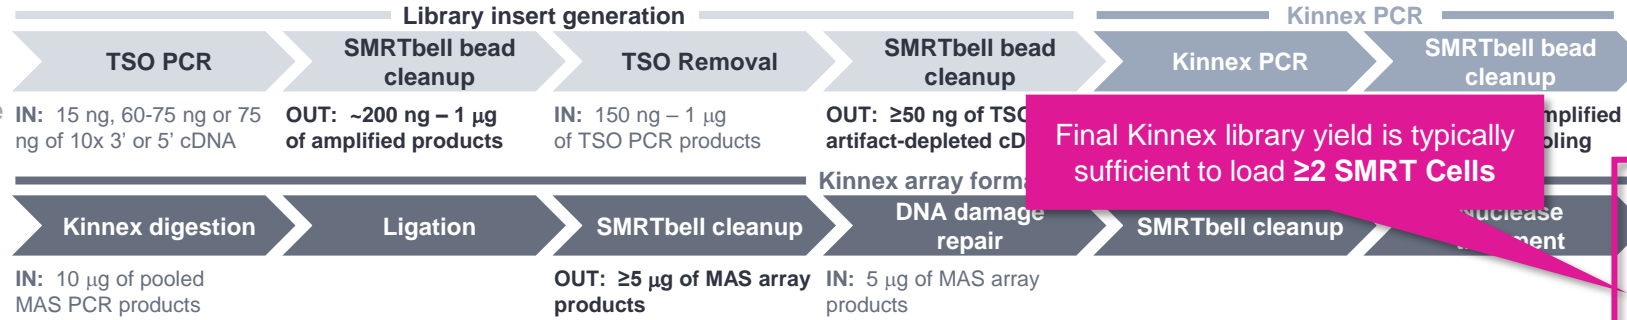 Library insert generation
Kinnex PCR
TSO PCR
SMRTbell bead
cleanup
TSO Removal
SMRTbell bead
cleanup
Kinnex PCR
SMRTbell bead
cleanup
IN: 15 ng, 60-75 ng or 75
ng of 10x 3’ or 5’ cDNA
OUT: ~200 ng – 1 µg
of amplified products
IN: 150 ng – 1 µg
of TSO PCR products
OUT: ≥50 ng of TSO
artifact-depleted
Final Kinnex library yield is typically
sufficient to load ≥2 SMRT Cells
Kinnex array
Kinnex digestion
Ligation
SMRTbell cleanup
DNA damage
repair
SMRTbell cleanup
IN: 10 µg of pooled
MAS PCR products
OUT: ≥5 µg of MAS array
products
IN: 5 µg of MAS array
products